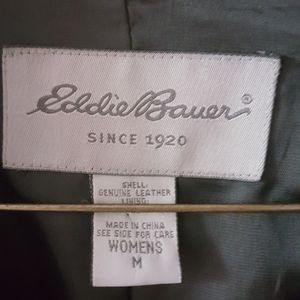 Eddie Bauer®
SINCE 1920
SHELL:
GENUINE LEATHER
LINING:
MADE IN CHINA
SEE SIDE FOR CARE
WOMENS
M